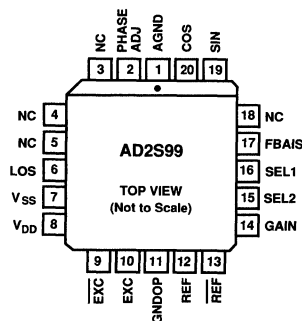 NC
PHASE ADJ
AGND
COS
SIN
3 2 1 20 19
NC 4
NC 5
LOS 6
VSS 7
VDD 8
18 NC
17 FBAIS
16 SEL1
15 SEL2
14 GAIN
AD2S99
TOP VIEW
(Not to Scale)
9 10 11 12 13
EXC
EXC
GNDOP
REF
REF